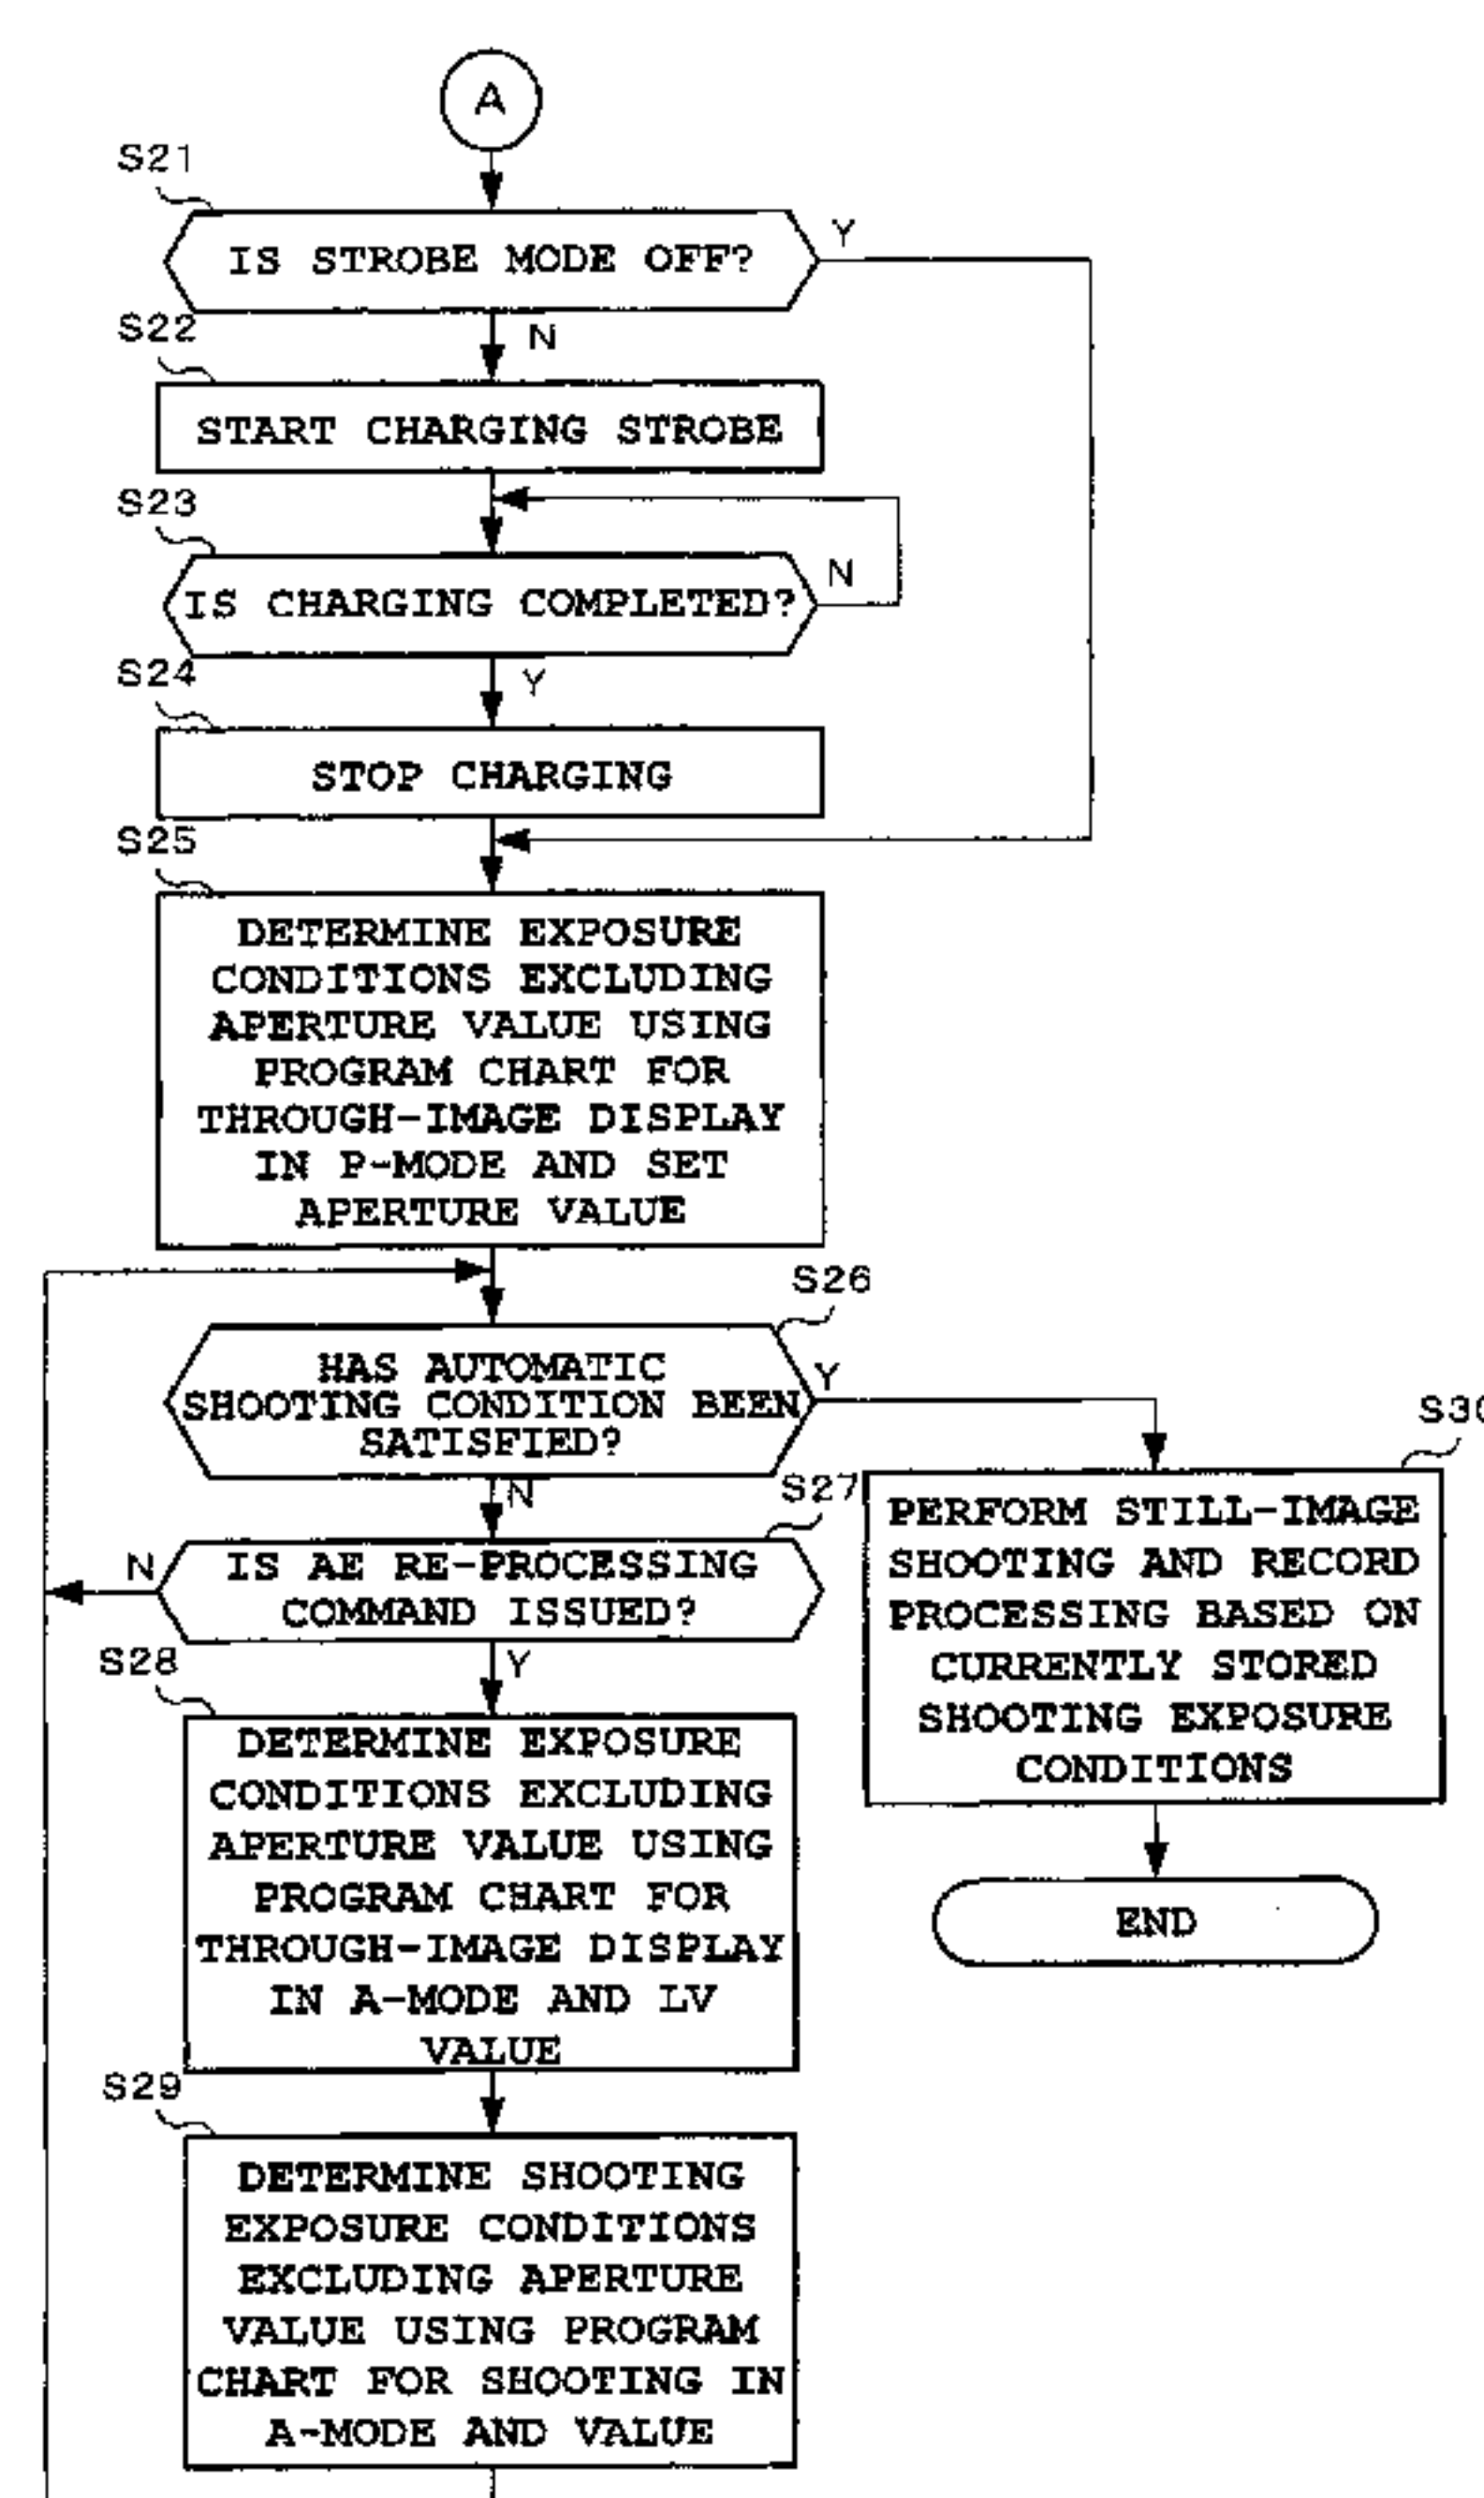 A
S21
IS STROBE MODE OFF?
Y
N
S22
START CHARGING STROBE
S23
IS CHARGING COMPLETED?
N
Y
S24
STOP CHARGING
S25
DETERMINE EXPOSURE
CONDITIONS EXCLUDING
APERTURE VALUE USING
PROGRAM CHART FOR
THROUGH-IMAGE DISPLAY
IN P-MODE AND SET
APERTURE VALUE
S26
HAS AUTOMATIC
SHOOTING CONDITION BEEN
SATISFIED?
Y
N
S27
IS AE RE-PROCESSING
COMMAND ISSUED?
N
Y
S28
DETERMINE EXPOSURE
CONDITIONS EXCLUDING
APERTURE VALUE USING
PROGRAM CHART FOR
THROUGH-IMAGE DISPLAY
IN A-MODE AND LV
VALUE
S29
DETERMINE SHOOTING
EXPOSURE CONDITIONS
EXCLUDING APERTURE
VALUE USING PROGRAM
CHART FOR SHOOTING IN
A-MODE AND VALUE
S30
PERFORM STILL-IMAGE
SHOOTING AND RECORD
PROCESSING BASED ON
CURRENTLY STORED
SHOOTING EXPOSURE
CONDITIONS
END